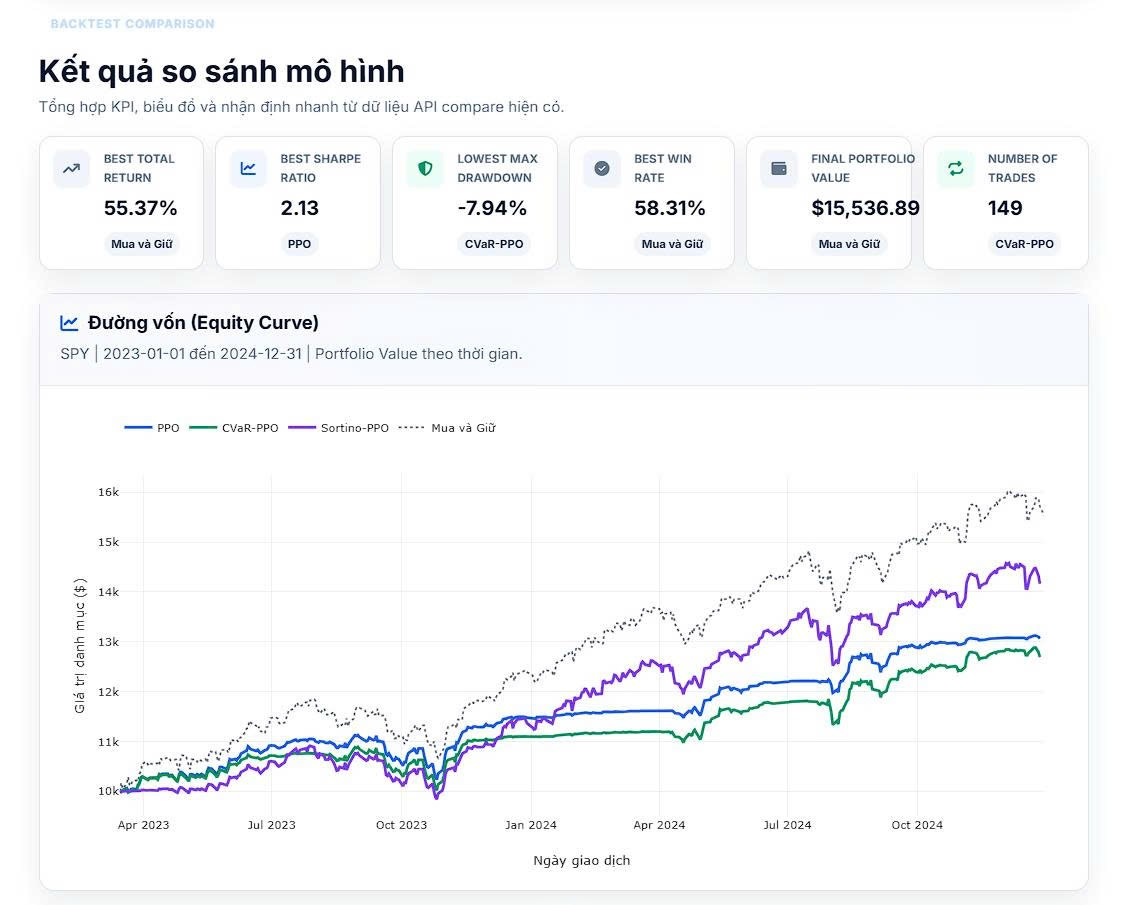 BACKTEST COMPARISON
Kết quả so sánh mô hình
Tổng hợp KPI, biểu đồ và nhận định nhanh từ dữ liệu API compare hiện có.
BEST TOTAL
RETURN
55.37%
Mua và Giữ
BEST SHARPE
RATIO
2.13
PPO
LOWEST MAX
DRAWDOWN
-7.94%
CVaR-PPO
BEST WIN
RATE
58.31%
Mua và Giữ
FINAL PORTFOLIO
VALUE
$15,536.89
Mua và Giữ
NUMBER OF
TRADES
149
CVaR-PPO
Đường vốn (Equity Curve)
SPY | 2023-01-01 đến 2024-12-31 | Portfolio Value theo thời gian.
PPO CVaR-PPO Sortino-PPO Mua và Giữ
16k
15k
14k
13k
12k
11k
10k
Giá trị danh mục ($)
Apr 2023 Jul 2023 Oct 2023 Jan 2024 Apr 2024 Jul 2024 Oct 2024
Ngày giao dịch